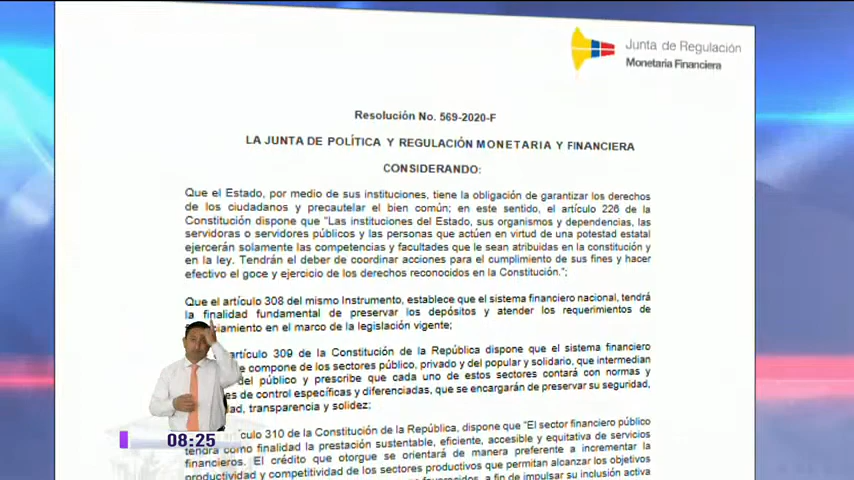 Junta de Regulación
Monetaria Financiera
Resolución No. 569-2020-F
LA JUNTA DE POLÍTICA Y REGULACIÓN MONETARIA Y FINANCIERA
CONSIDERANDO:
Que el Estado, por medio de sus instituciones, tiene la obligación de garantizar los derechos
de los ciudadanos y precautelar el bien común; en este sentido, el artículo 226 de la
Constitución dispone que "Las instituciones del Estado, sus organismos y dependencias, las
servidoras o servidores públicos y las personas que actúen en virtud de una potestad estatal
ejercerán solamente las competencias y facultades que le sean atribuidas en la constitución y
en la ley. Tendrán el deber de coordinar acciones para el cumplimiento de sus fines y hacer
efectivo el goce y ejercicio de los derechos reconocidos en la Constitución.";
Que el artículo 308 del mismo Instrumento, establece que el sistema financiero nacional, tendrá
la finalidad fundamental de preservar los depósitos y atender los requerimientos de
ciamiento en el marco de la legislación vigente;
artículo 309 de la Constitución de la República dispone que el sistema financiero
e compone de los sectores público, privado y del popular y solidario, que intermedian
del público y prescribe que cada uno de estos sectores contará con normas y
es de control específicas y diferenciadas, que se encargarán de preservar su seguridad,
dad, transparencia y solidez;
culo 310 de la Constitución de la República, dispone que "El sector financiero público
tendrá como finalidad la prestación sustentable, eficiente, accesible y equitativa de servicios
financieros. El crédito que otorgue se orientará de manera preferente a incrementar la
productividad y competitividad de los sectores productivos que permitan alcanzar los objetivos
a fin de impulsar su inclusión activa
08:25